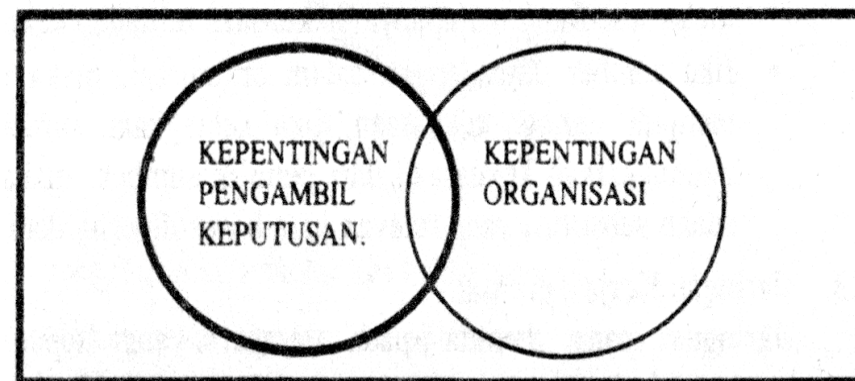 KEPENTINGAN
PENGAMBIL
KEPUTUSAN.
KEPENTINGAN
ORGANISASI